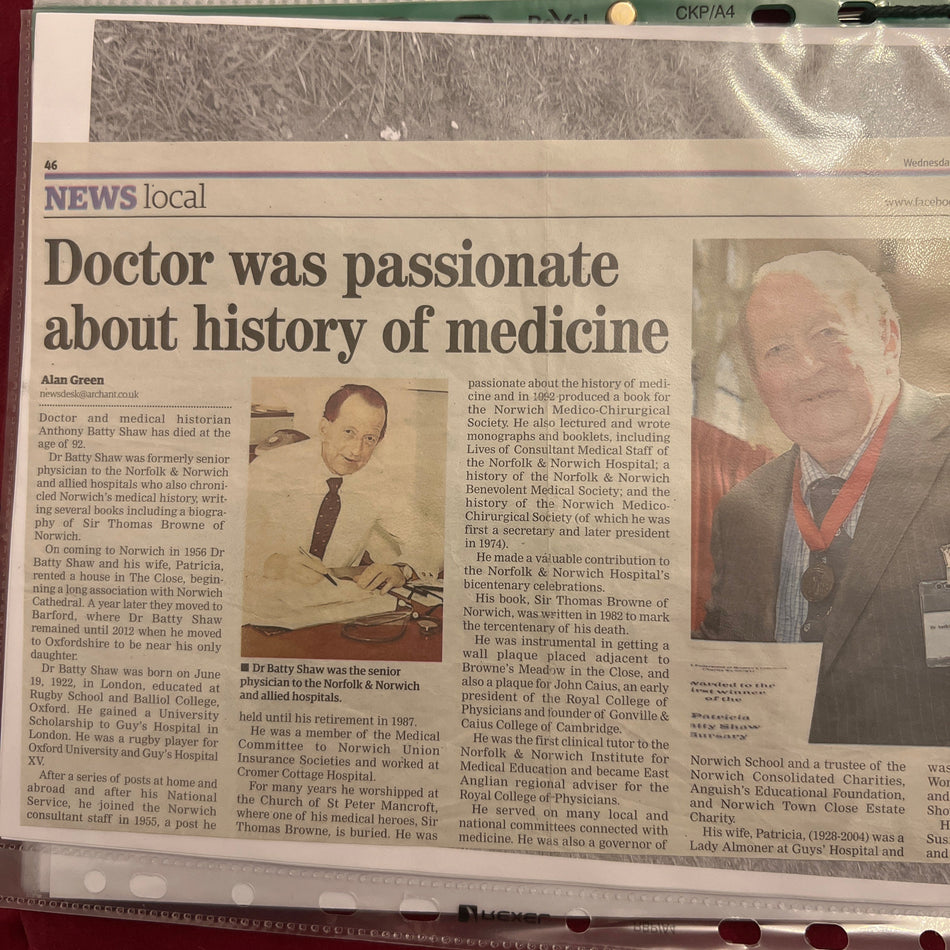 CKP/A4
46
Wednesda
NEWS local
Doctor was passionate
about history of medicine
Alan Green
newsdesk@archant.co.uk
Doctor and medical historian
Anthony Batty Shaw has died at the
age of 92.
Dr Batty Shaw was formerly senior
physician to the Norfolk & Norwich
and allied hospitals who also chroni-
cled Norwich's medical history, writ-
ing several books including a biogra-
phy of Sir Thomas Browne of
Norwich.
On coming to Norwich in 1956 Dr
Batty Shaw and his wife, Patricia,
rented a house in The Close, begin-
ning a long association with Norwich
Cathedral. A year later they moved to
Barford, where Dr Batty Shaw
remained until 2012 when he moved
to Oxfordshire to be near his only
daughter.
Dr Batty Shaw was born on June
19, 1922, in London, educated at
Rugby School and Balliol College,
Oxford. He gained a University
Scholarship to Guy's Hospital in
London. He was a rugby player for
Oxford University and Guy's Hospital
XV.
After a series of posts at home and
abroad and after his National
Service, he joined the Norwich
consultant staff in 1955, a post he
■ Dr Batty Shaw was the senior
physician to the Norfolk & Norwich
and allied hospitals.
held until his retirement in 1987.
He was a member of the Medical
Committee to Norwich Union
Insurance Societies and worked at
Cromer Cottage Hospital.
For many years he worshipped at
the Church of St Peter Mancroft,
where one of his medical heroes, Sir
Thomas Browne, is buried. He was
passionate about the history of medi-
cine and in 1992 produced a book for
the Norwich Medico-Chirurgical
Society. He also lectured and wrote
monographs and booklets, including
Lives of Consultant Medical Staff of
the Norfolk & Norwich Hospital; a
history of the Norfolk & Norwich
Benevolent Medical Society; and the
history of the Norwich Medico-
Chirurgical Society (of which he was
first a secretary and later president
in 1974).
He made a valuable contribution to
the Norfolk & Norwich Hospital's
bicentenary celebrations.
His book, Sir Thomas Browne of
Norwich, was written in 1982 to mark
the tercentenary of his death.
He was instrumental in getting a
wall plaque placed adjacent to
Browne's Meadow in the Close, and
also a plaque for John Caius, an early
president of the Royal College of
Physicians and founder of Gonville &
Caius College of Cambridge.
He was the first clinical tutor to the
Norfolk & Norwich Institute for
Medical Education and became East
Anglian regional adviser for the
Royal College of Physicians.
He served on many local and
national committees connected with
medicine. He was also a governor of
www.facebo
warded to the
irst winner of
the
Patricia
atty Shaw
Bursary
Norwich School and a trustee of the
Norwich Consolidated Charities,
Anguish's Educational Foundation,
and Norwich Town Close Estate
Charity.
His wife, Patricia, (1928-2004) was a
Lady Almoner at Guys' Hospital and
was
Wor
and
Sho
H
Sus
and
REXEL